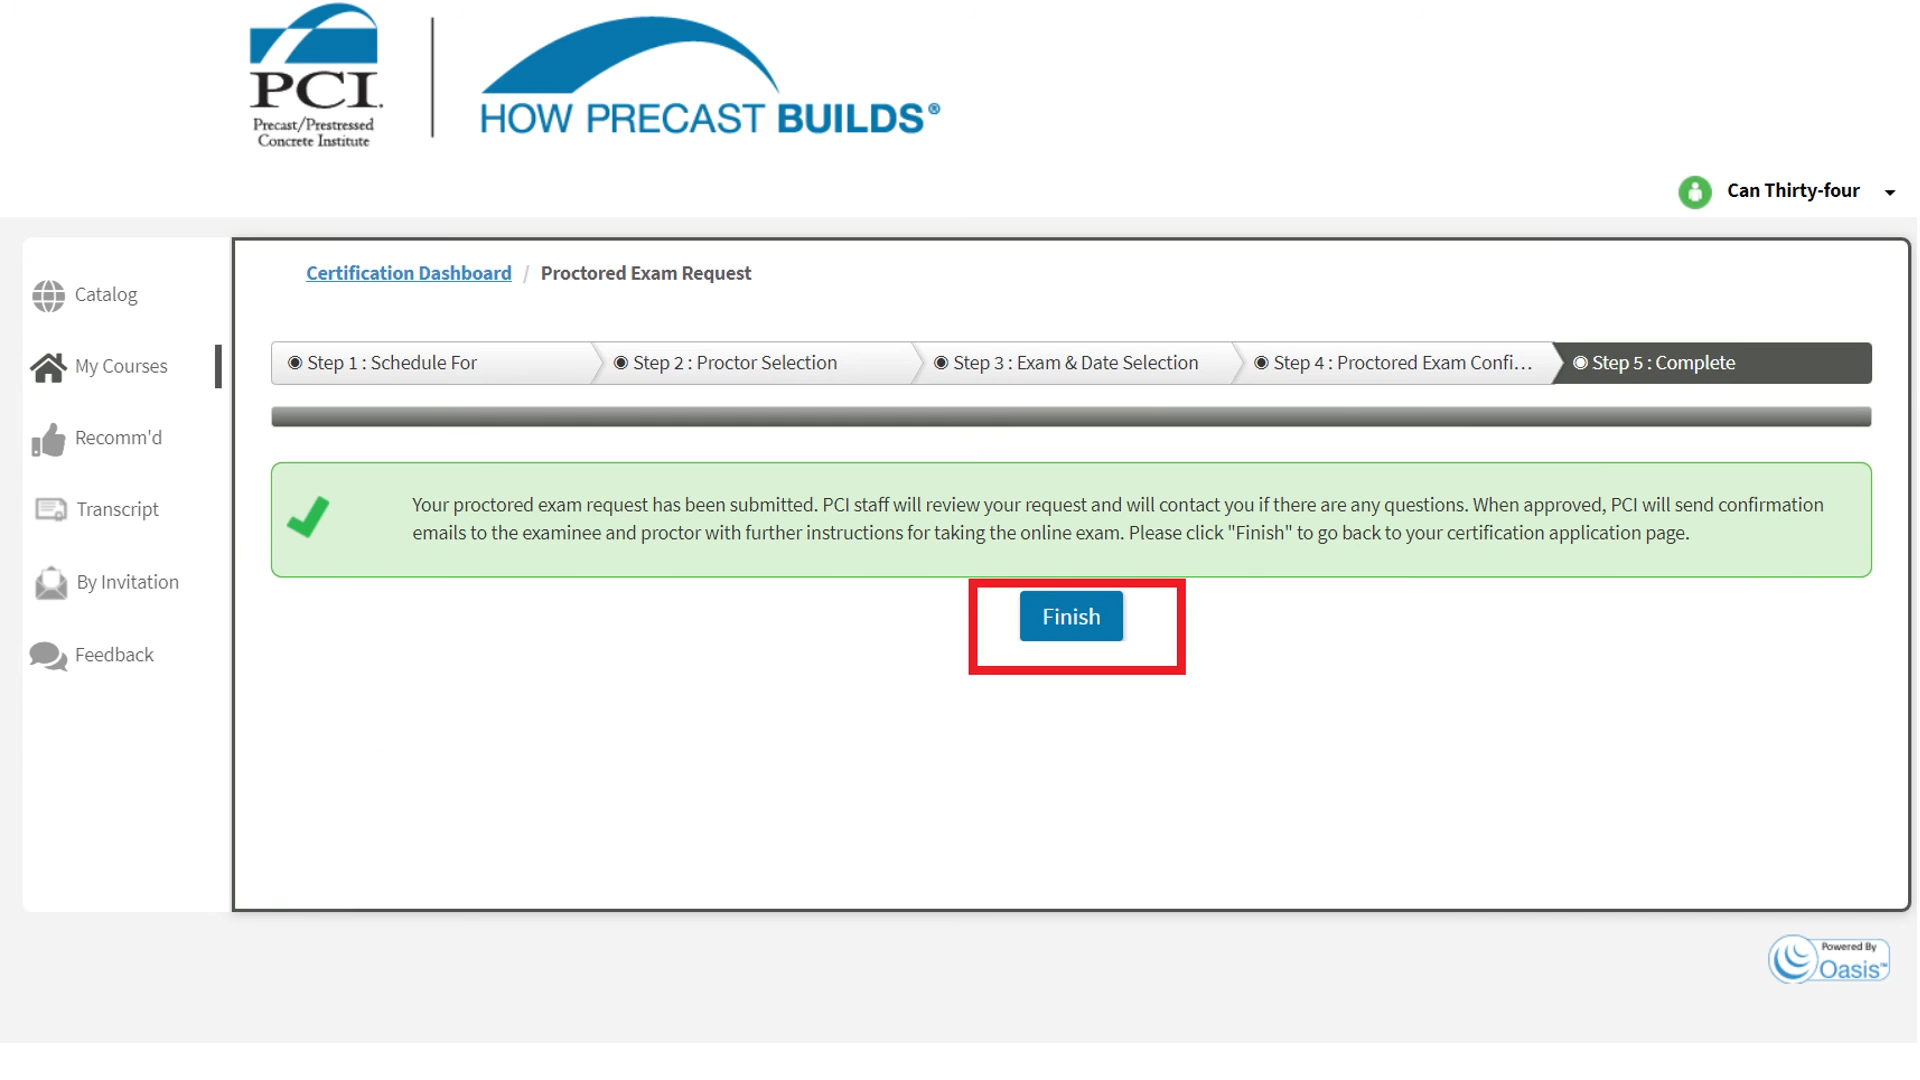 PCI.
Precast/Prestressed
Concrete Institute
HOW PRECAST BUILDS®
Can Thirty-four
Catalog
My Courses
Recomm'd
Transcript
By Invitation
Feedback
Certification Dashboard / Proctored Exam Request
Step 1 : Schedule For
Step 2 : Proctor Selection
Step 3 : Exam & Date Selection
Step 4 : Proctored Exam Confi...
Step 5 : Complete
Your proctored exam request has been submitted. PCI staff will review your request and will contact you if there are any questions. When approved, PCI will send confirmation
emails to the examinee and proctor with further instructions for taking the online exam. Please click "Finish" to go back to your certification application page.
Finish
Powered By
Oasis™